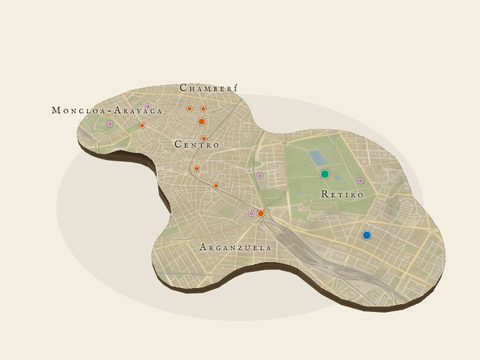 Chamberí
Moncloa-Aravaca
Centro
Retiro
Arganzuela